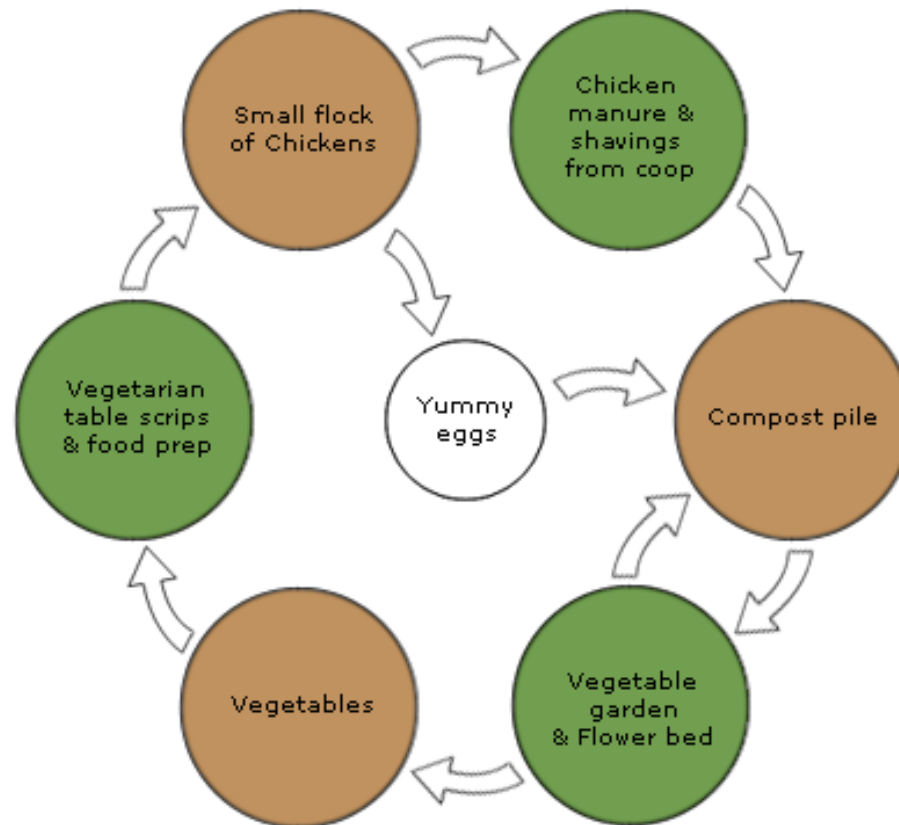 Small flock
of Chickens
Chicken
manure &
shavings
from coop
Vegetarian
table scrips
& food prep
Yummy
eggs
Compost pile
Vegetables
Vegetable
garden
& Flower bed